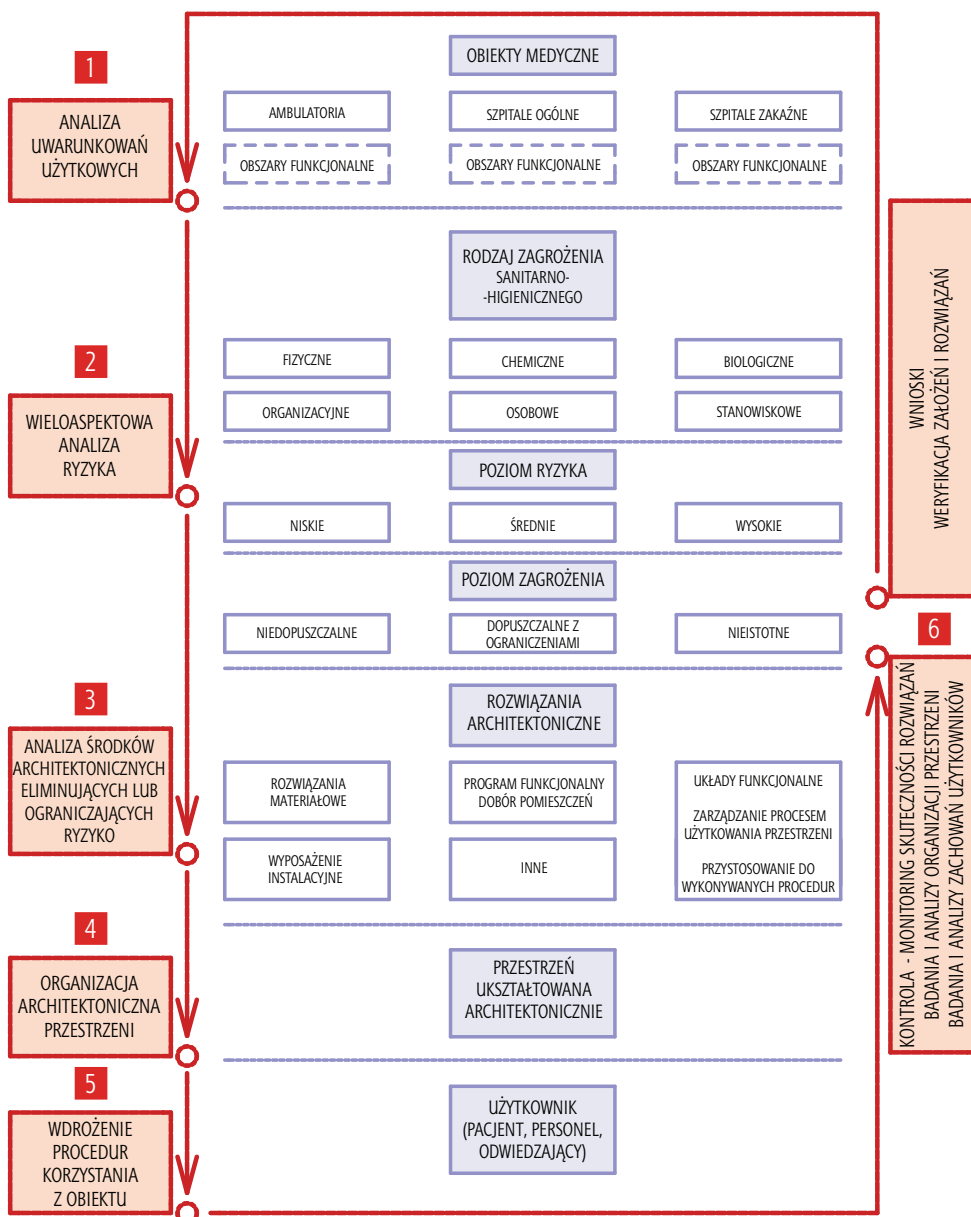 1
ANALIZA
UWARUNKOWAŃ
UŻYTKOWYCH
OBIEKTY MEDYCZNE
AMBULATORIA
SZPITALE OGÓLNE
SZPITALE ZAKAŹNE
OBSZARY FUNKCJONALNE
OBSZARY FUNKCJONALNE
OBSZARY FUNKCJONALNE
2
WIELOASPEKTOWA
ANALIZA
RYZYKA
RODZAJ ZAGROŻENIA
SANITARNO-
-HIGIENICZNEGO
FIZYCZNE
CHEMICZNE
BIOLOGICZNE
ORGANIZACYJNE
OSOBOWE
STANOWISKOWE
POZIOM RYZYKA
NISKIE
ŚREDNIE
WYSOKIE
POZIOM ZAGROŻENIA
NIEDOPUSZCZALNE
DOPUSZCZALNE Z
OGRANICZENIAMI
NIEISTOTNE
3
ANALIZA ŚRODKÓW
ARCHITEKTONICZNYCH
ELIMINUJĄCYCH LUB
OGRANICZAJĄCYCH
RYZYKO
ROZWIĄZANIA
ARCHITEKTONICZNE
ROZWIĄZANIA
MATERIAŁOWE
PROGRAM FUNKCJONALNY
DOBÓR POMIESZCZEŃ
UKŁADY FUNKCJONALNE
ZARZĄDZANIE PROCESEM
UŻYTKOWANIA PRZESTRZENI
PRZYSTOSOWANIE DO
WYKONYWANYCH PROCEDUR
WYPOSAŻENIE
INSTALACYJNE
INNE
4
ORGANIZACJA
ARCHITEKTONICZNA
PRZESTRZENI
PRZESTRZEŃ
UKSZTAŁTOWANA
ARCHITEKTONICZNIE
5
WDROŻENIE
PROCEDUR
KORZYSTANIA
Z OBIEKTU
UŻYTKOWNIK
(PACJENT, PERSONEL,
ODWIEDZAJĄCY)
6
KONTROLA - MONITORING SKUTECZNOŚCI ROZWIĄZAŃ
BADANIA I ANALIZY ORGANIZACJI PRZESTRZENI
BADANIA I ANALIZY ZACHOWAŃ UŻYTKOWNIKÓW
WNIOSKI
WERYFIKACJA ZAŁOŻEŃ I ROZWIĄZAŃ